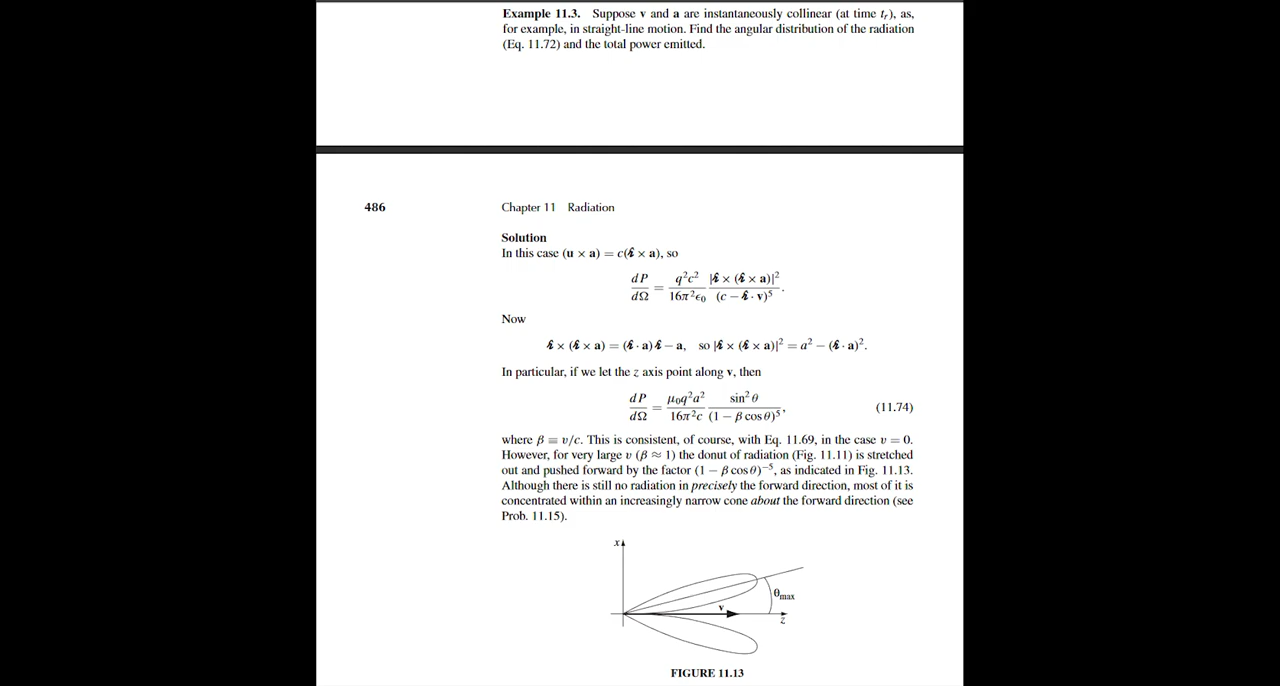 Example 11.3. Suppose v and a are instantaneously collinear (at time tᵣ), as,
for example, in straight-line motion. Find the angular distribution of the radiation
(Eq. 11.72) and the total power emitted.
486 Chapter 11 Radiation
Solution
In this case (u × a) = c(𝓇̂ × a), so
dP/dΩ = q²c²/16π²ϵ₀ |𝓇̂ × (𝓇̂ × a)|²/(c − 𝓇̂ · v)⁵.
Now
𝓇̂ × (𝓇̂ × a) = (𝓇̂ · a)𝓇̂ − a, so |𝓇̂ × (𝓇̂ × a)|² = a² − (𝓇̂ · a)².
In particular, if we let the z axis point along v, then
dP/dΩ = μ₀q²a²/16π²c sin² θ/(1 − β cos θ)⁵, (11.74)
where β ≡ v/c. This is consistent, of course, with Eq. 11.69, in the case v = 0.
However, for very large v (β ≈ 1) the donut of radiation (Fig. 11.11) is stretched
out and pushed forward by the factor (1 − β cos θ)⁻⁵, as indicated in Fig. 11.13.
Although there is still no radiation in precisely the forward direction, most of it is
concentrated within an increasingly narrow cone about the forward direction (see
Prob. 11.15).
x
θmax
v
z
FIGURE 11.13